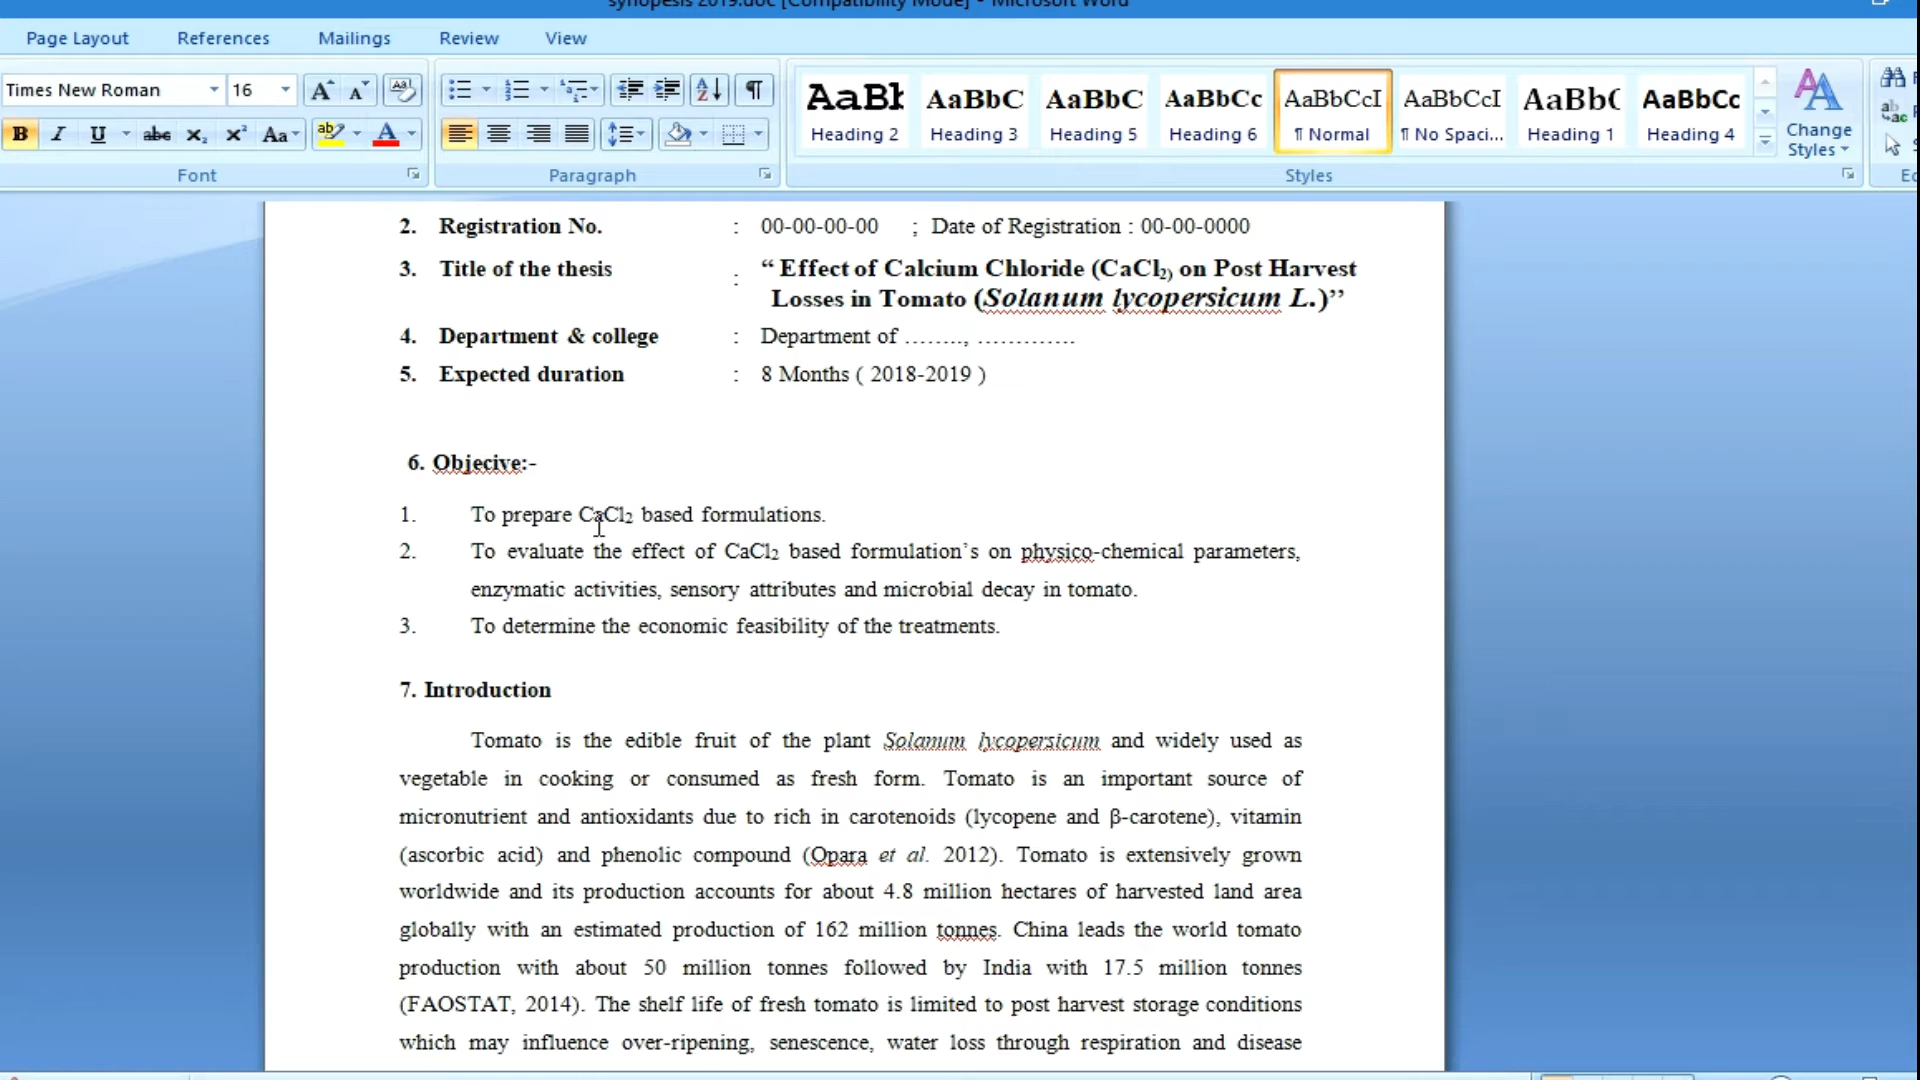 synopesis 2019.doc [Compatibility Mode] - Microsoft Word
Page Layout References Mailings Review View
Times New Roman 16
AaBb AaBbC AaBbC AaBbCc AaBbCcI AaBbCcI AaBb( AaBbCc
Heading 2 Heading 3 Heading 5 Heading 6 ¶ Normal ¶ No Spaci... Heading 1 Heading 4
Change
Styles
Font Paragraph Styles
2. Registration No. : 00-00-00-00 ; Date of Registration : 00-00-0000
3. Title of the thesis : “ Effect of Calcium Chloride (CaCl₂) on Post Harvest
Losses in Tomato (Solanum lycopersicum L.)”
4. Department & college : Department of ........, .............
5. Expected duration : 8 Months ( 2018-2019 )
6. Objecive:-
1. To prepare CaCl₂ based formulations.
2. To evaluate the effect of CaCl₂ based formulation’s on physico-chemical parameters,
enzymatic activities, sensory attributes and microbial decay in tomato.
3. To determine the economic feasibility of the treatments.
7. Introduction
Tomato is the edible fruit of the plant Solanum lycopersicum and widely used as
vegetable in cooking or consumed as fresh form. Tomato is an important source of
micronutrient and antioxidants due to rich in carotenoids (lycopene and β-carotene), vitamin
(ascorbic acid) and phenolic compound (Opara et al. 2012). Tomato is extensively grown
worldwide and its production accounts for about 4.8 million hectares of harvested land area
globally with an estimated production of 162 million tonnes. China leads the world tomato
production with about 50 million tonnes followed by India with 17.5 million tonnes
(FAOSTAT, 2014). The shelf life of fresh tomato is limited to post harvest storage conditions
which may influence over-ripening, senescence, water loss through respiration and disease